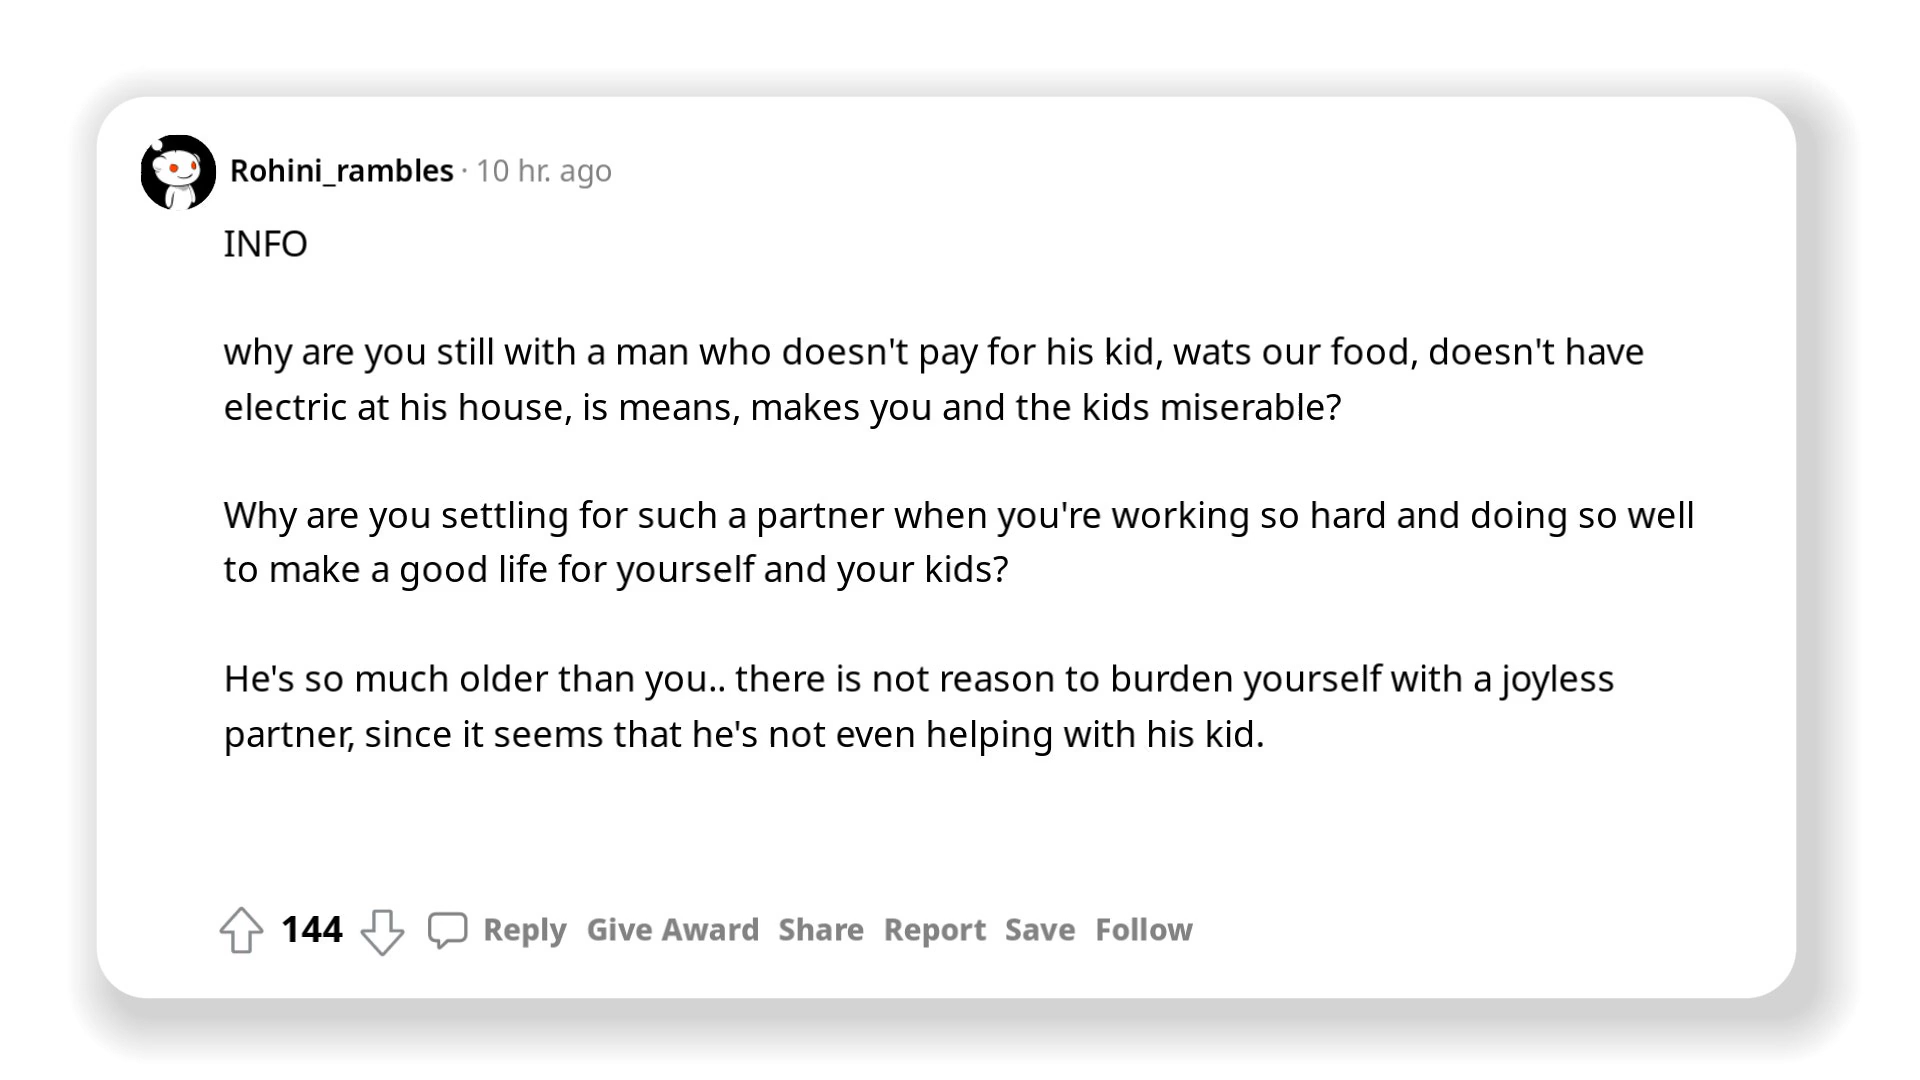 Rohini_rambles · 10 hr. ago
INFO
why are you still with a man who doesn't pay for his kid, wats our food, doesn't have
electric at his house, is means, makes you and the kids miserable?
Why are you settling for such a partner when you're working so hard and doing so well
to make a good life for yourself and your kids?
He's so much older than you.. there is not reason to burden yourself with a joyless
partner, since it seems that he's not even helping with his kid.
144 Reply Give Award Share Report Save Follow